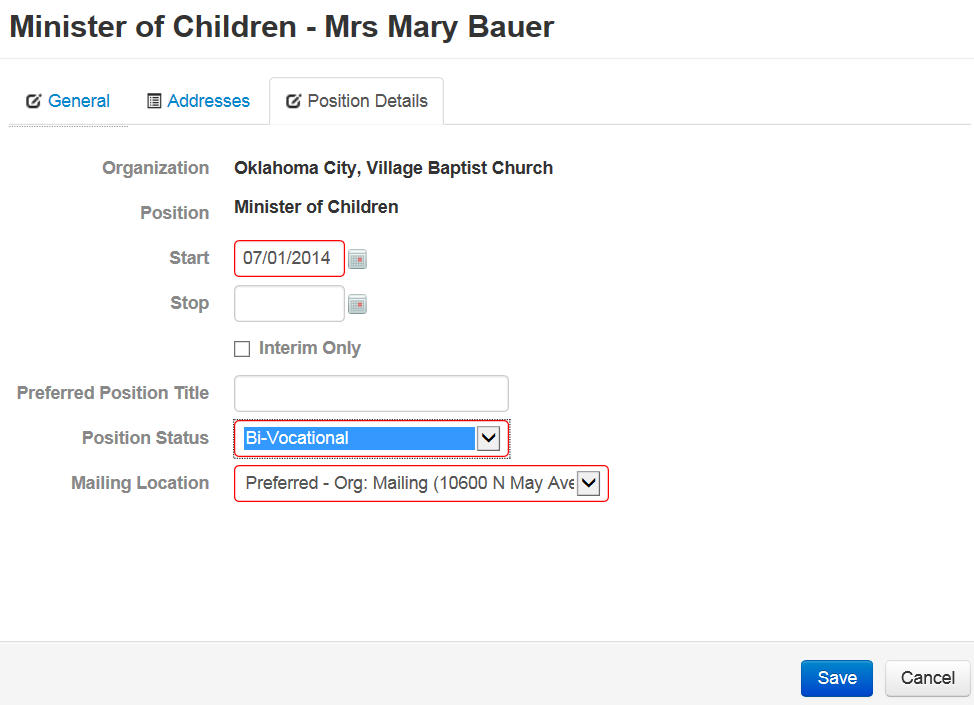 Minister of Children - Mrs Mary Bauer
General Addresses Position Details
Organization Oklahoma City, Village Baptist Church
Position Minister of Children
Start 07/01/2014
Stop
Interim Only
Preferred Position Title
Position Status Bi-Vocational
Mailing Location Preferred - Org: Mailing (10600 N May Ave
Save Cancel